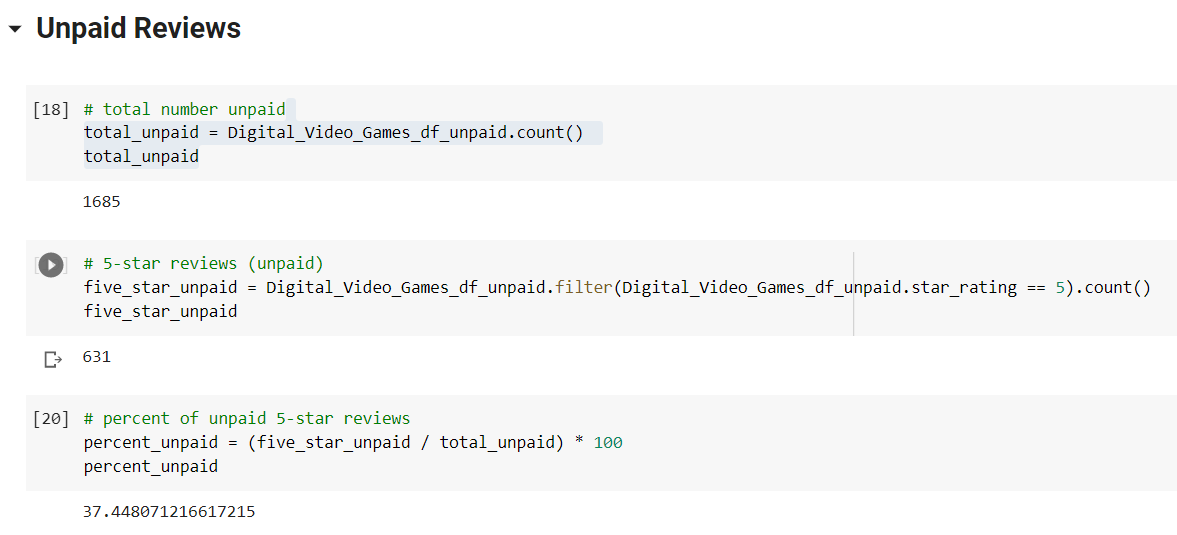 Unpaid Reviews
[18] # total number unpaid
total_unpaid = Digital_Video_Games_df_unpaid.count()
total_unpaid
1685
# 5-star reviews (unpaid)
five_star_unpaid = Digital_Video_Games_df_unpaid.filter(Digital_Video_Games_df_unpaid.star_rating == 5).count()
five_star_unpaid
631
[20] # percent of unpaid 5-star reviews
percent_unpaid = (five_star_unpaid / total_unpaid) * 100
percent_unpaid
37.448071216617215